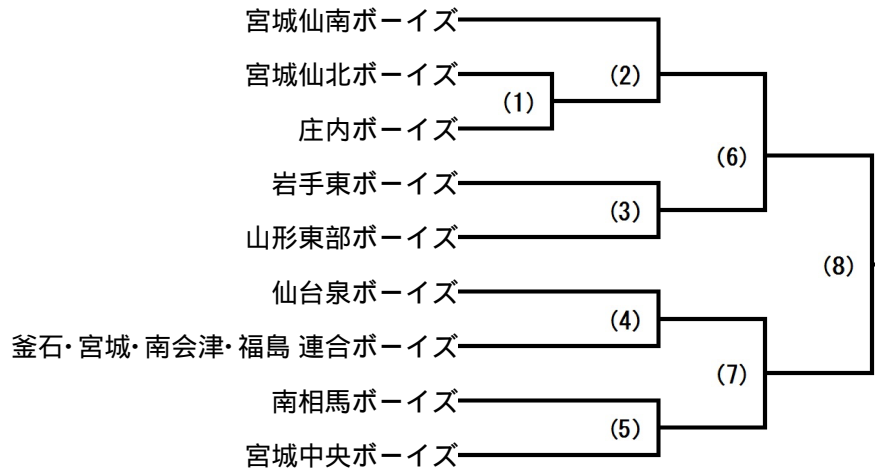 宮城仙南ボーイズ
宮城仙北ボーイズ
(1)
(2)
庄内ボーイズ
(6)
岩手東ボーイズ
(3)
山形東部ボーイズ
(8)
仙台泉ボーイズ
(4)
釜石・宮城・南会津・福島 連合ボーイズ
(7)
南相馬ボーイズ
(5)
宮城中央ボーイズ